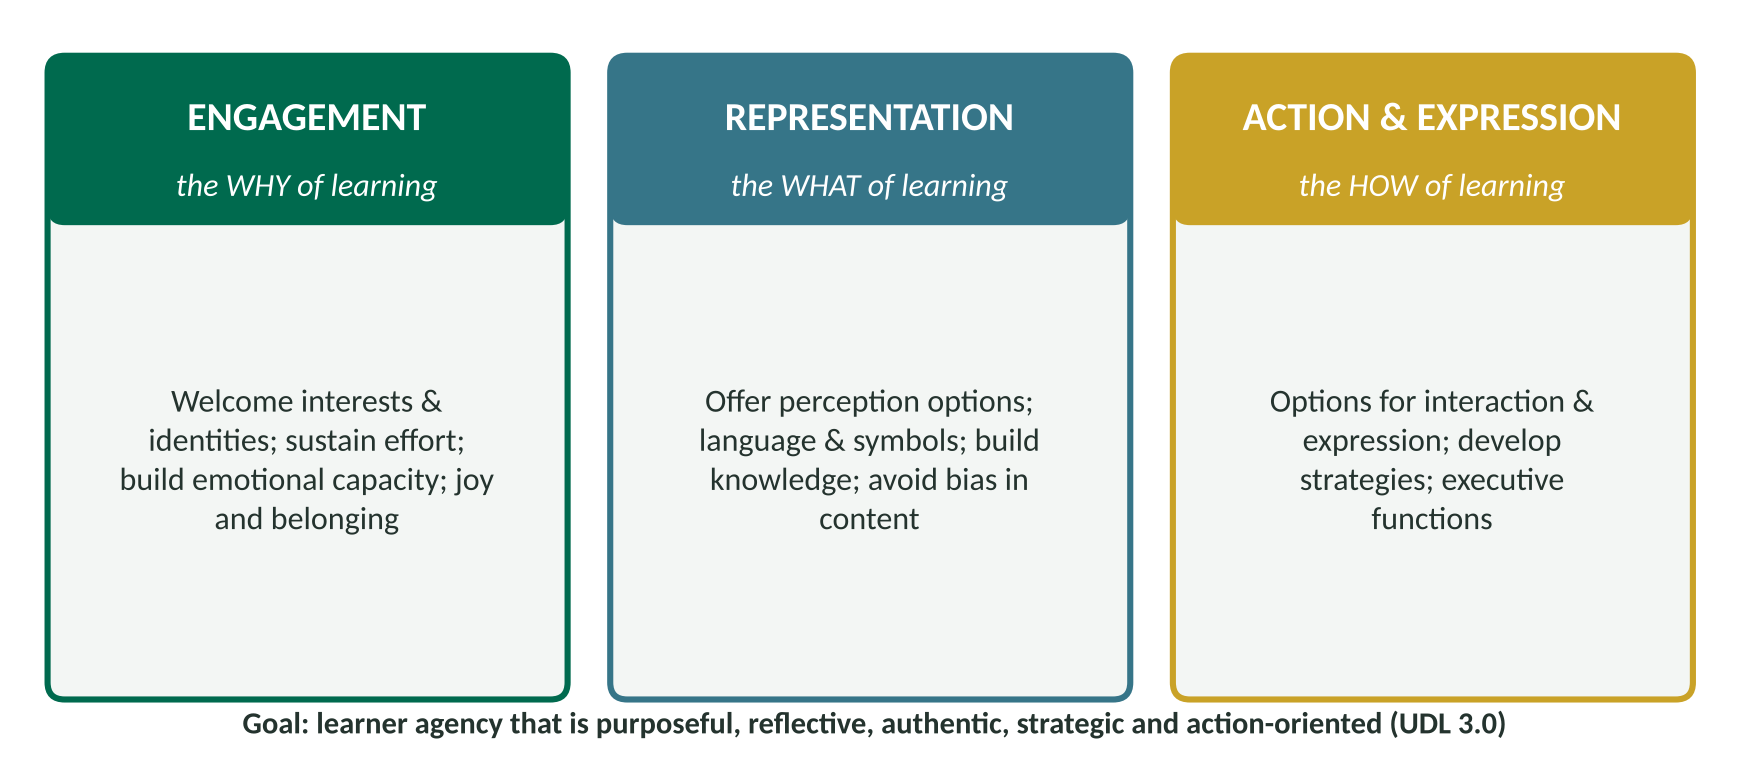 ENGAGEMENT
the WHY of learning
Welcome interests &
identities; sustain effort;
build emotional capacity; joy
and belonging
REPRESENTATION
the WHAT of learning
Offer perception options;
language & symbols; build
knowledge; avoid bias in
content
ACTION & EXPRESSION
the HOW of learning
Options for interaction &
expression; develop
strategies; executive
functions
Goal: learner agency that is purposeful, reflective, authentic, strategic and action-oriented (UDL 3.0)